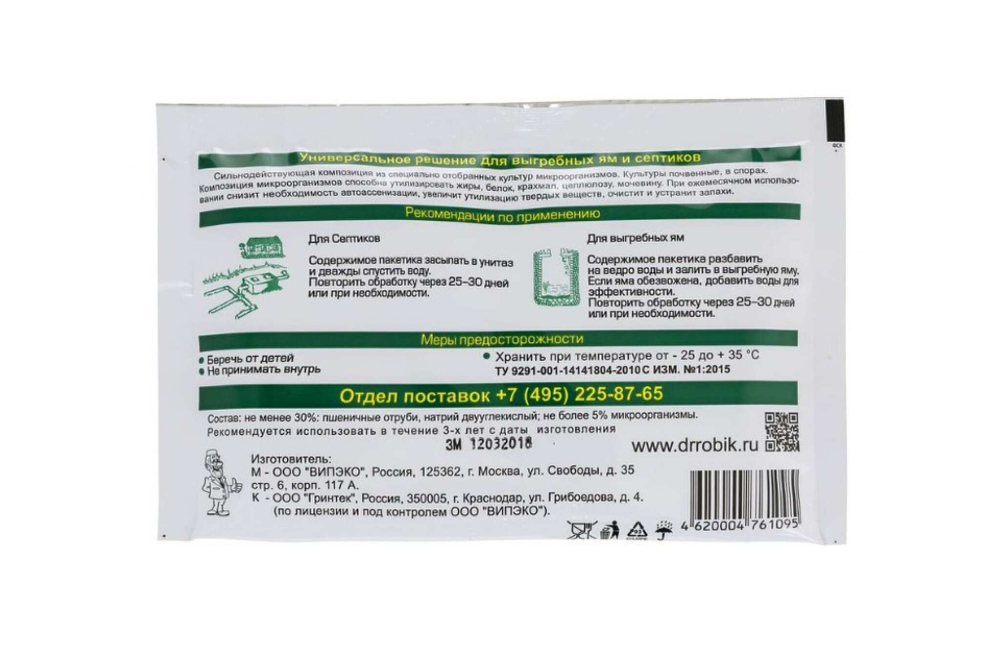 Универсальное решение для выгребных ям и септиков
Сильнодействующая композиция из специально отобранных культур микроорганизмов. Культуры почвенные, в спорах.
Композиция микроорганизмов способна утилизировать жиры, белок, крахмал, целлюлозу, мочевину. При ежемесячном использо-
вании снизит необходимость автоассенизации, увеличит утилизацию твердых веществ, очистит и устранит запахи.
Рекомендации по применению
Для Септиков
Содержимое пакетика засыпать в унитаз
и дважды спустить воду.
Повторить обработку через 25–30 дней
или при необходимости.
Для выгребных ям
Содержимое пакетика разбавить
на ведро воды и залить в выгребную яму.
Если яма обезвожена, добавить воды для
эффективности.
Повторить обработку через 25–30 дней
или при необходимости.
Меры предосторожности
• Беречь от детей
• Не принимать внутрь
• Хранить при температуре от - 25 до + 35 °С
ТУ 9291-001-14141804-2010 С ИЗМ. №1:2015
Отдел поставок +7 (495) 225-87-65
Состав: не менее 30%: пшеничные отруби, натрий двууглекислый; не более 5% микроорганизмы.
Рекомендуется использовать в течение 3-х лет с даты изготовления
3М 12032018
www.drrobik.ru
Изготовитель:
М - ООО "ВИПЭКО", Россия, 125362, г. Москва, ул. Свободы, д. 35
стр. 6, корп. 117 А.
К - ООО "Гринтек", Россия, 350005, г. Краснодар, ул. Грибоедова, д. 4.
(по лицензии и под контролем ООО "ВИПЭКО").
4 620004 761095